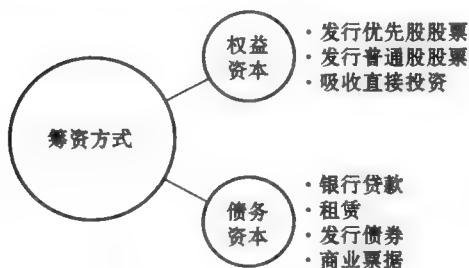 筹资方式
权益
资本
·发行优先股股票
·发行普通股股票
·吸收直接投资
债务
资本
·银行贷款
·租赁
·发行债券
·商业票据